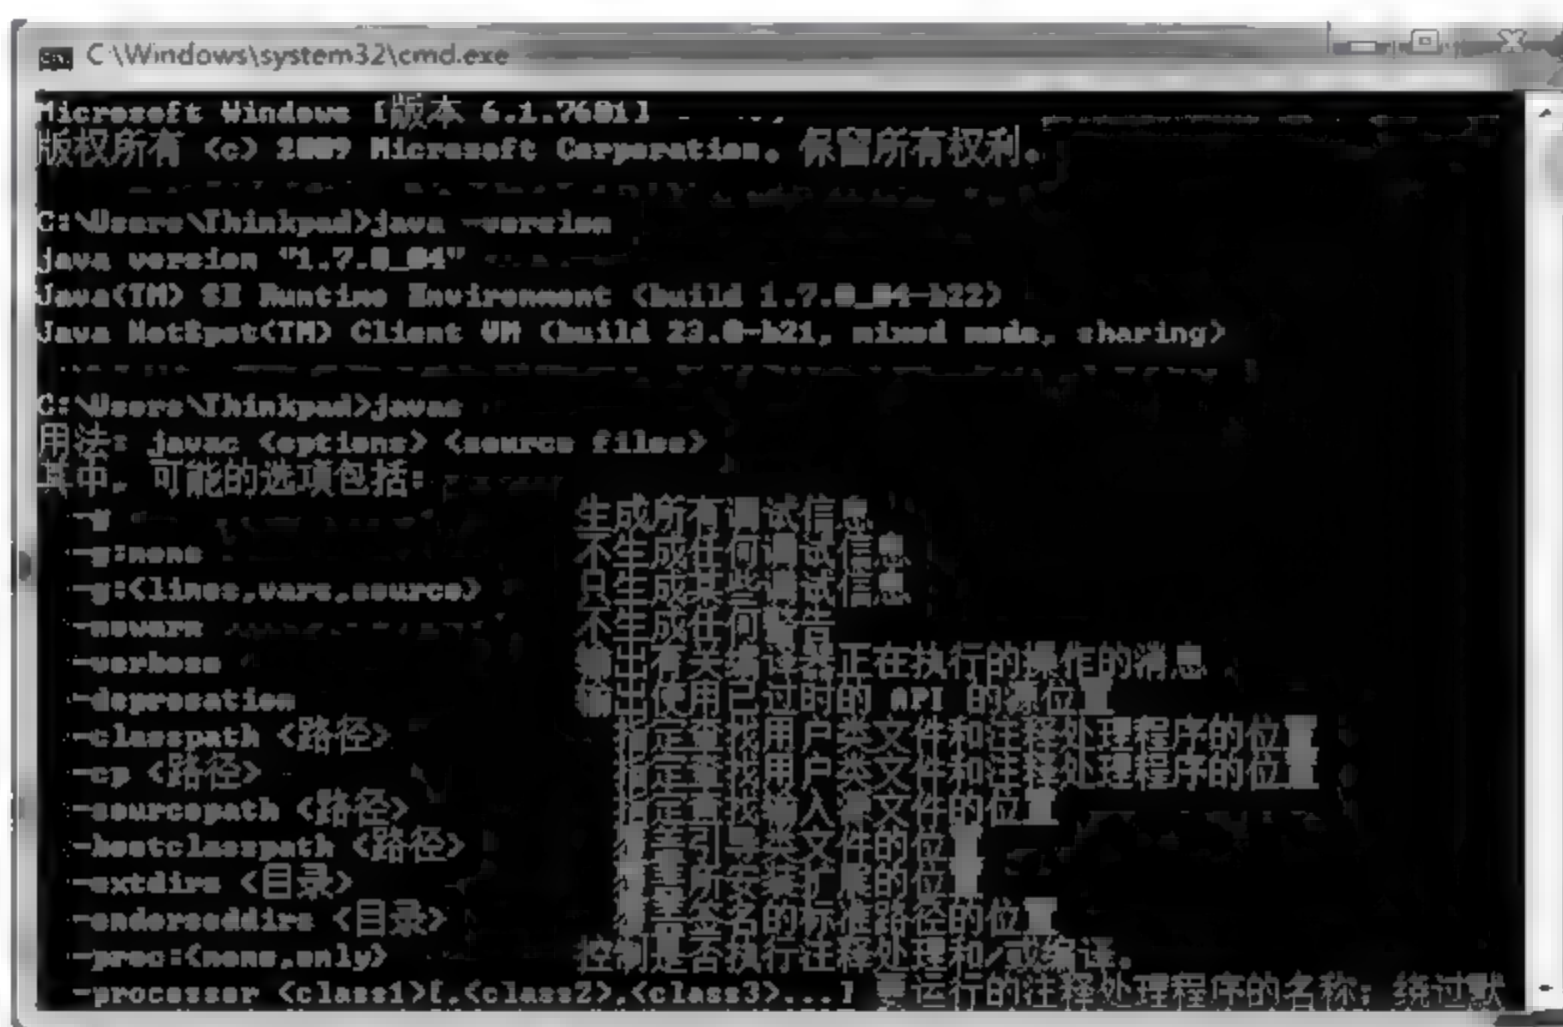 C:\Windows\system32\cmd.exe
Microsoft Windows [版本 6.1.7601]
版权所有 (c) 2009 Microsoft Corporation。保留所有权利。
C:\Users\Thinkpad>java -version
java version "1.7.0_04"
Java(TM) SE Runtime Environment (build 1.7.0_04-b22)
Java HotSpot(TM) Client VM (build 23.0-b21, mixed mode, sharing)
C:\Users\Thinkpad>javac
用法: javac <options> <source files>
其中, 可能的选项包括:
-g 生成所有调试信息
-g:none 不生成任何调试信息
-g:{lines,vars,source} 只生成某些调试信息
-nowarn 不生成任何警告
-verbose 输出有关编译器正在执行的操作的消息
-deprecation 输出使用已过时的 API 的源位置
-classpath <路径> 指定查找用户类文件和注释处理程序的位置
-cp <路径> 指定查找用户类文件和注释处理程序的位置
-sourcepath <路径> 指定查找输入源文件的位置
-bootclasspath <路径> 覆盖引导类文件的位置
-extdirs <目录> 覆盖所安装扩展的位置
-endorseddirs <目录> 覆盖签名的标准路径的位置
-proc:{none,only} 控制是否执行注释处理和/或编译。
-processor <class1>[,<class2>,<class3>...] 要运行的注释处理程序的名称; 绕过默